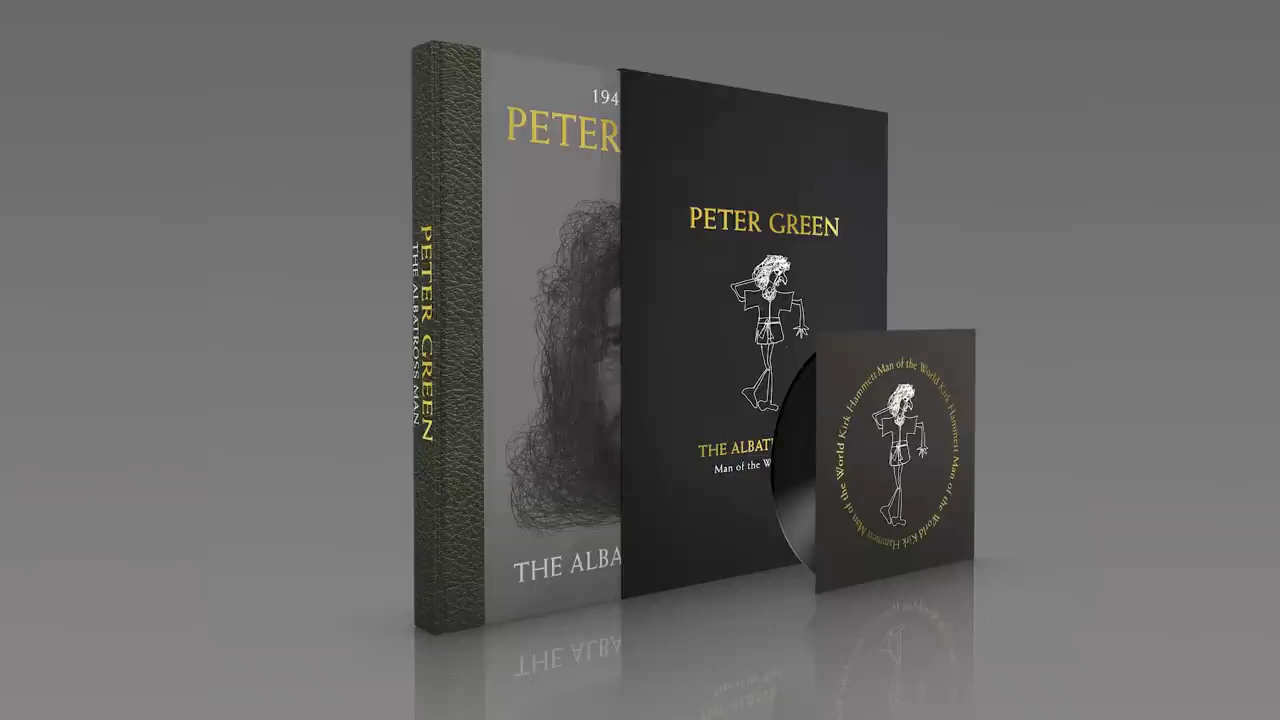 PETER GREEN
THE ALBATROSS MAN
194
PETER
THE ALBA
PETER GREEN
THE ALBAT
Man of the W
Man of the World Kirk Hammett Man of the World Kirk Hammett Man of the World Kirk Hammett